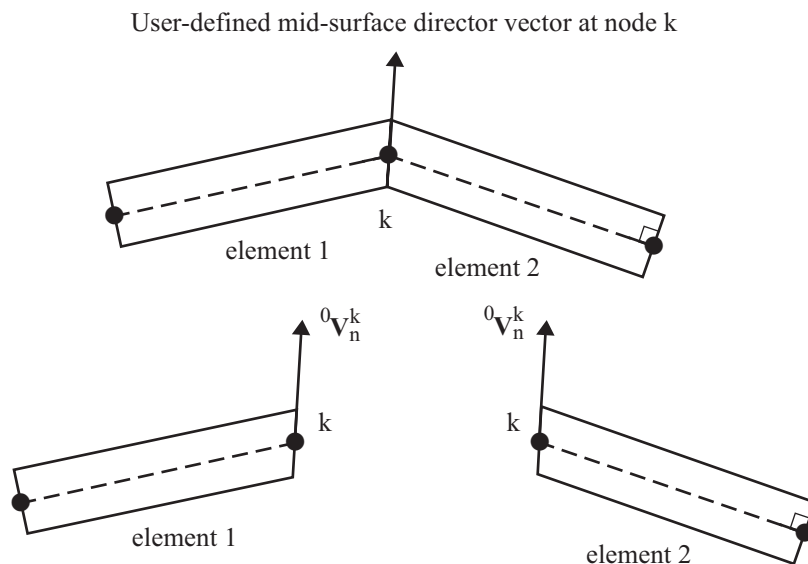 User-defined mid-surface director vector at node k
k
element 1
element 2
⁰Vₙᵏ
⁰Vₙᵏ
k
k
element 1
element 2